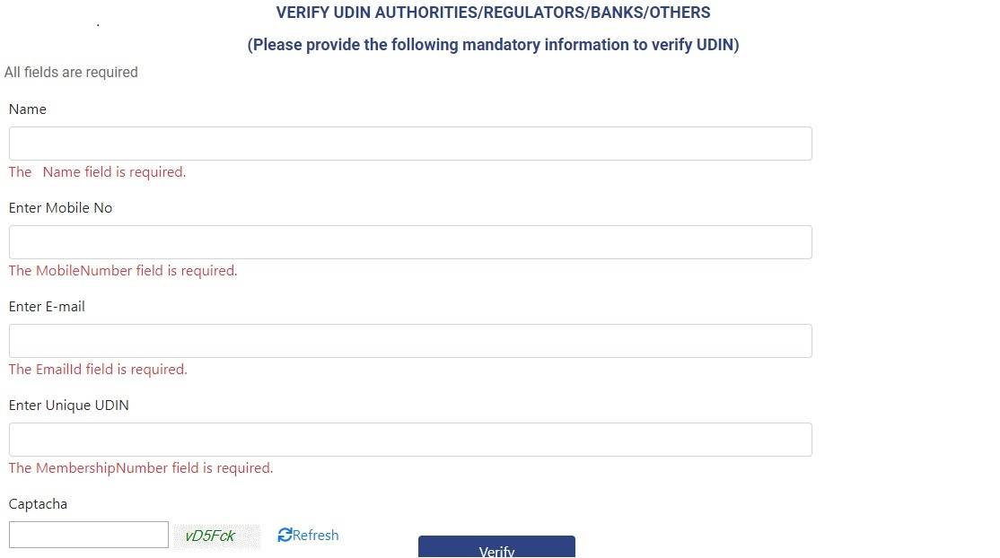 VERIFY UDIN AUTHORITIES/REGULATORS/BANKS/OTHERS
.
(Please provide the following mandatory information to verify UDIN)
All fields are required
Name
The Name field is required.
Enter Mobile No
The MobileNumber field is required.
Enter E-mail
The EmailId field is required.
Enter Unique UDIN
The MembershipNumber field is required.
Captacha
vD5Fck Refresh
Verify